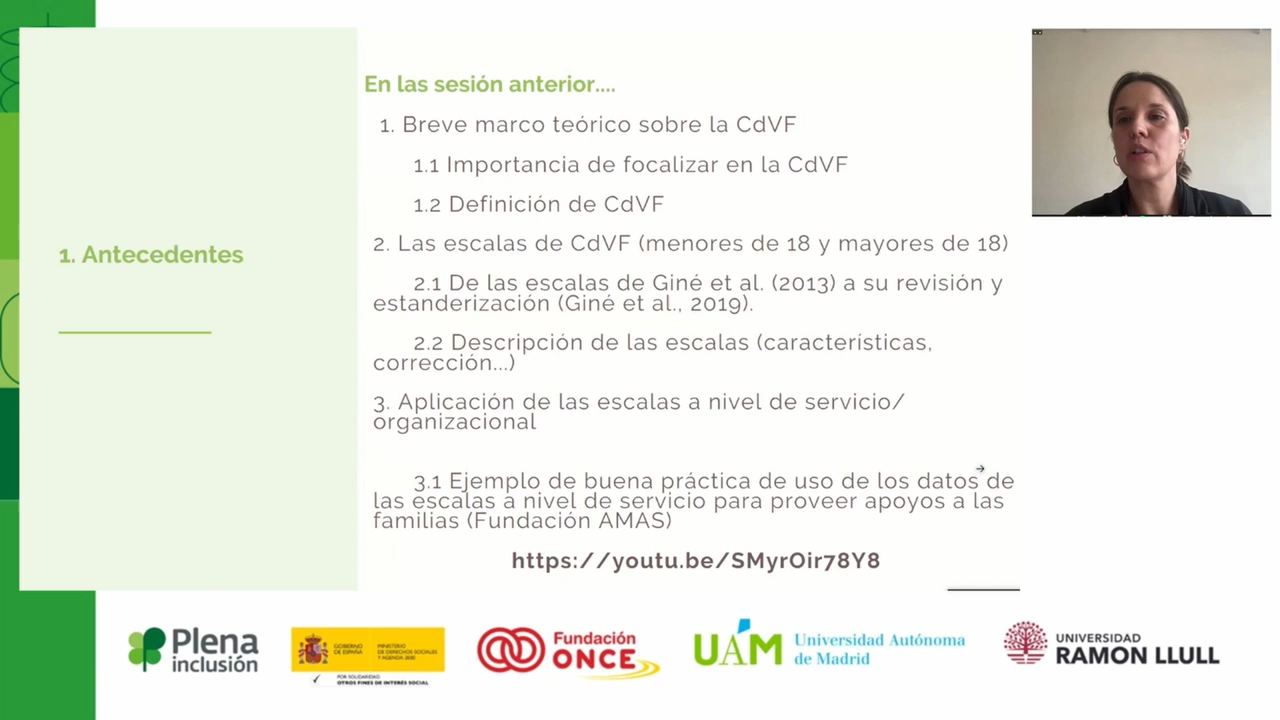 En las sesión anterior....
1. Breve marco teórico sobre la CdVF
1.1 Importancia de focalizar en la CdVF
1.2 Definición de CdVF
1. Antecedentes
2. Las escalas de CdVF (menores de 18 y mayores de 18)
2.1 De las escalas de Giné et al. (2013) a su revisión y
estanderización (Giné et al., 2019).
2.2 Descripción de las escalas (características,
corrección...)
3. Aplicación de las escalas a nivel de servicio/
organizacional
3.1 Ejemplo de buena práctica de uso de los datos de
las escalas a nivel de servicio para proveer apoyos a las
familias (Fundación AMAS)
https://youtu.be/SMyrOir78Y8
Plena
inclusión
GOBIERNO
DE ESPAÑA
MINISTERIO
DE DERECHOS SOCIALES
Y AGENDA 2030
POR SOLIDARIDAD
OTROS FINES DE INTERÉS SOCIAL
Fundación
ONCE
UAM
Universidad Autónoma
de Madrid
UNIVERSIDAD
RAMON LLULL